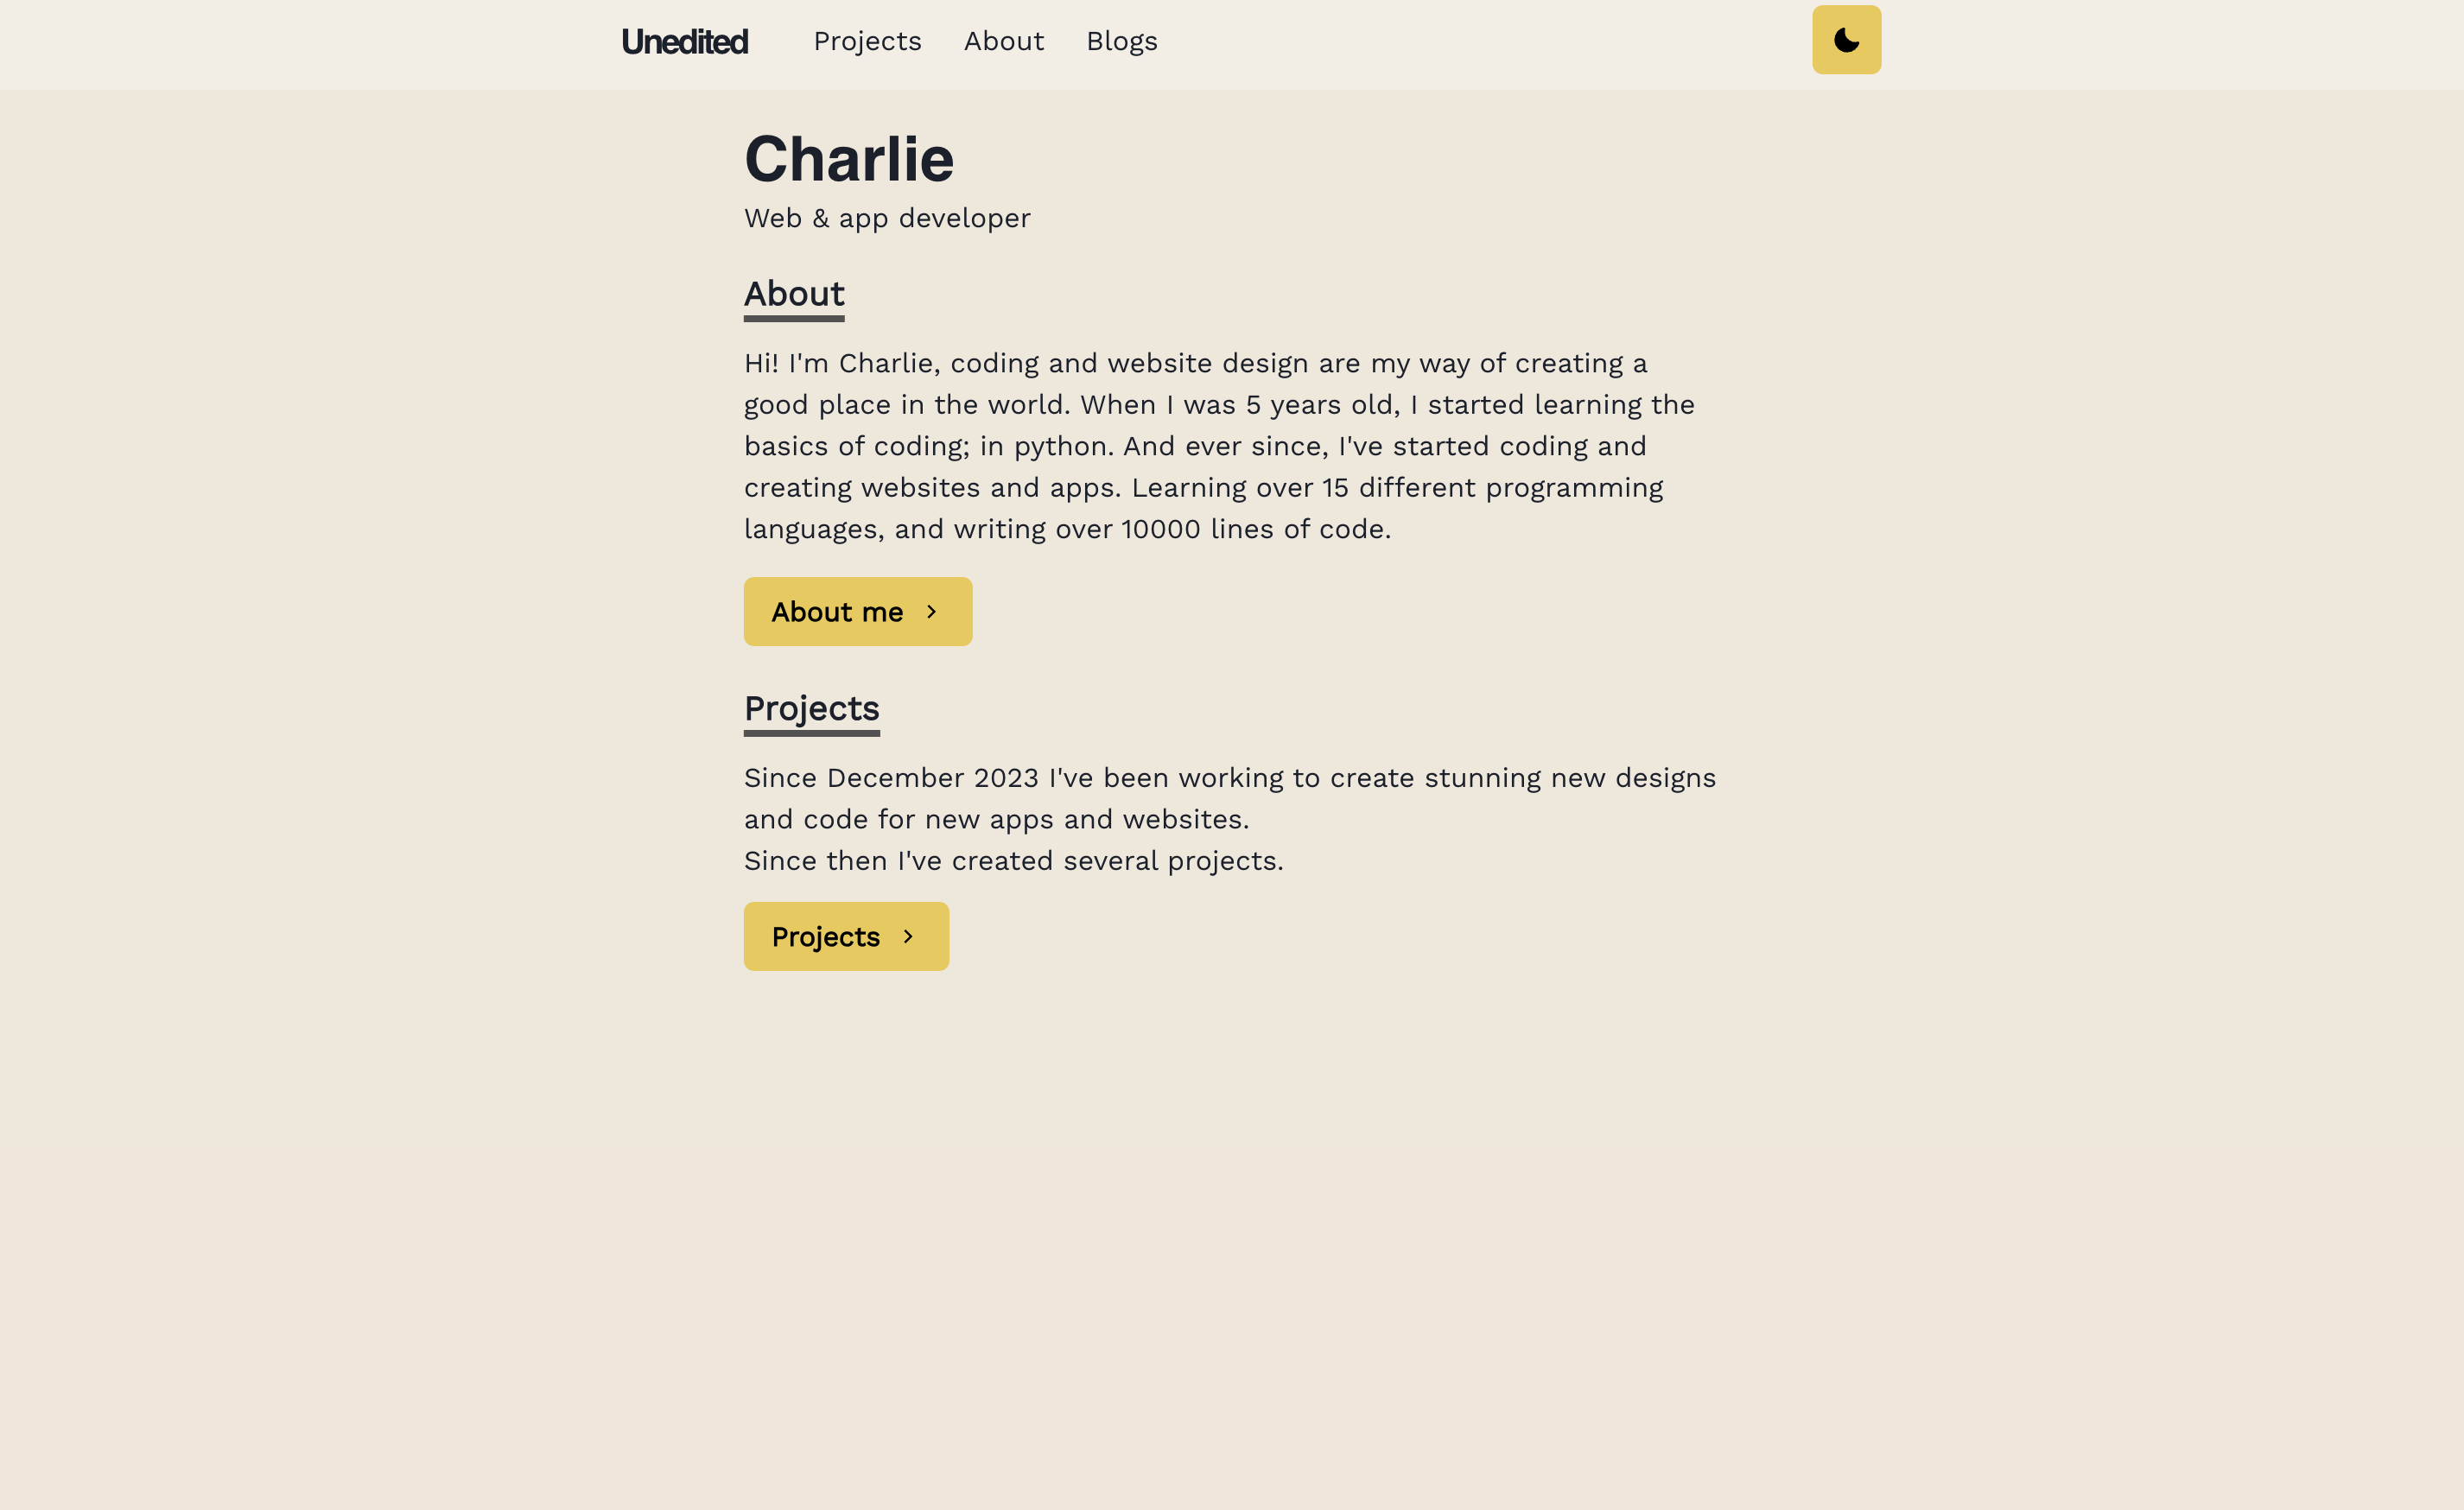 Unedited Projects About Blogs
Charlie
Web & app developer
About
Hi! I'm Charlie, coding and website design are my way of creating a
good place in the world. When I was 5 years old, I started learning the
basics of coding; in python. And ever since, I've started coding and
creating websites and apps. Learning over 15 different programming
languages, and writing over 10000 lines of code.
About me
Projects
Since December 2023 I've been working to create stunning new designs
and code for new apps and websites.
Since then I've created several projects.
Projects